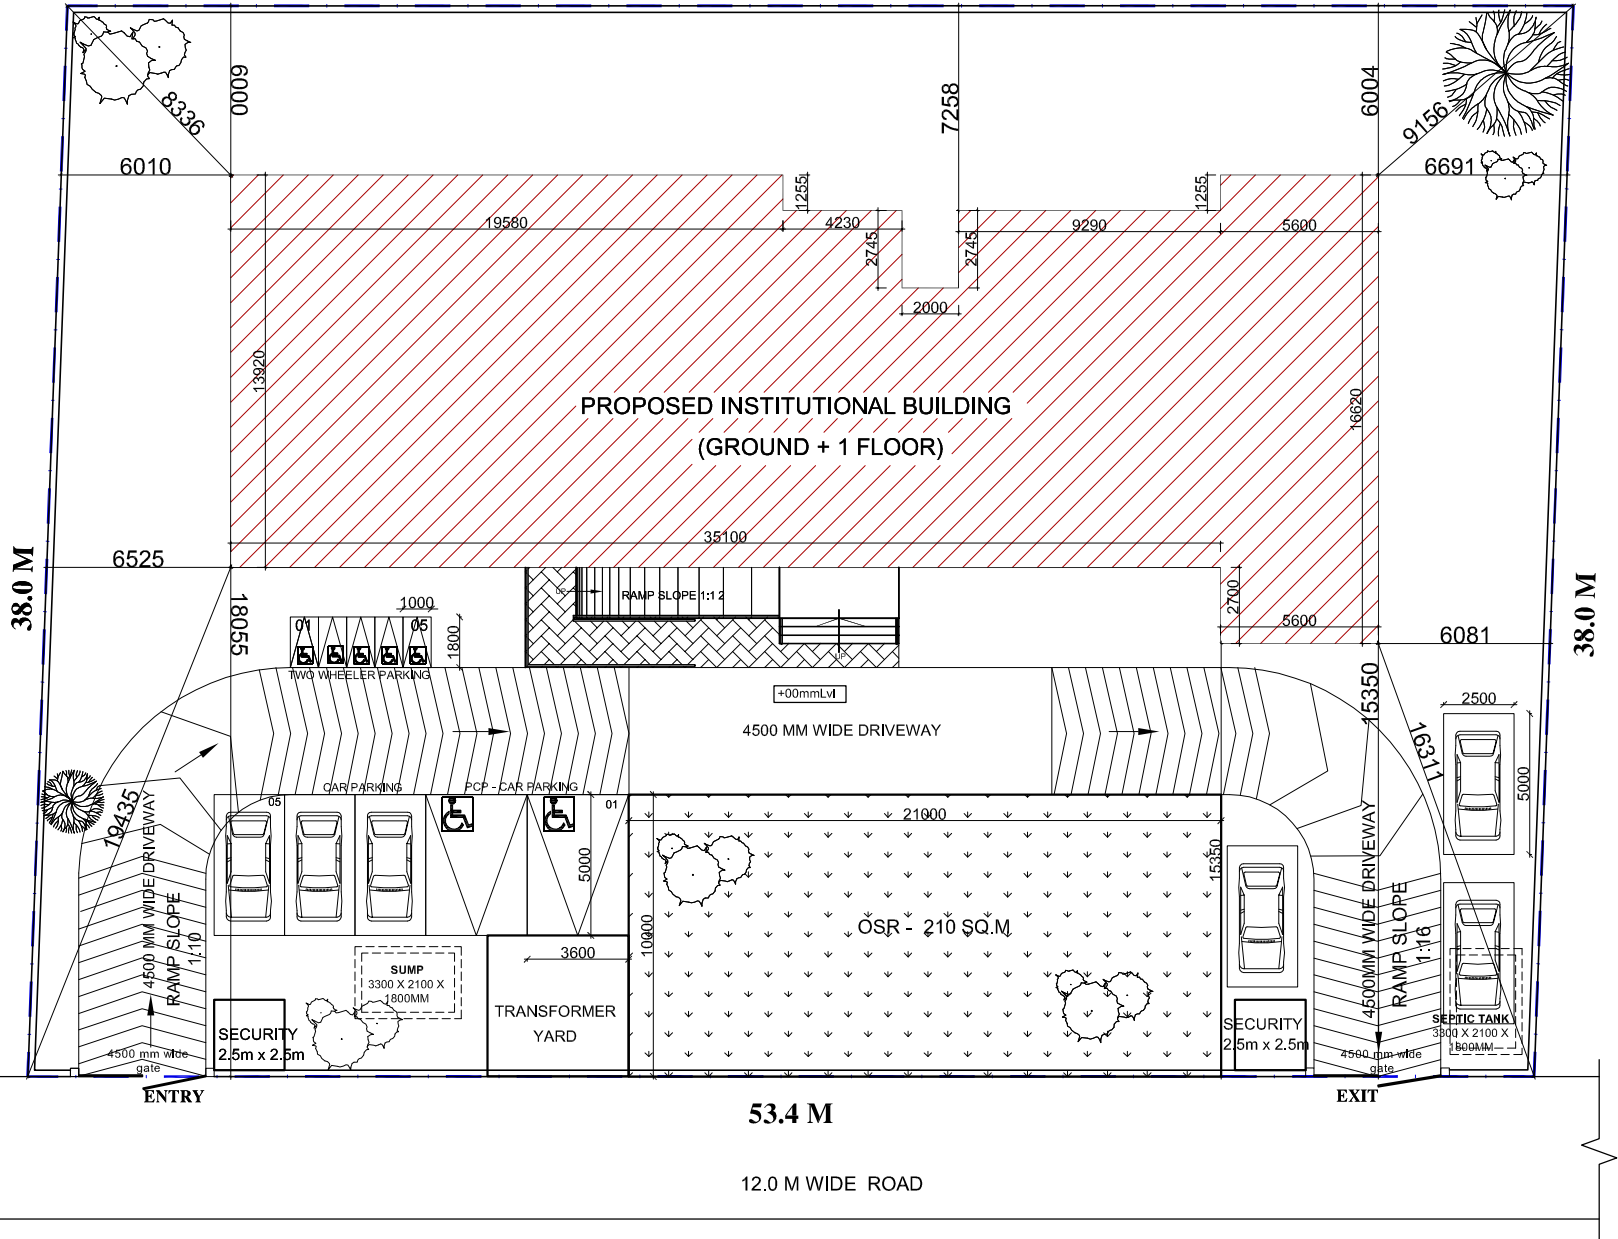 6000
8336
7258
6004
9156
6010
6691
1255
1255
19580
4230
2745
2745
9290
5600
2000
13920
16620
PROPOSED INSTITUTIONAL BUILDING
(GROUND + 1 FLOOR)
35100
38.0 M
38.0 M
6525
18055
1000
01
05
1800
TWO WHEELER PARKING
UP
RAMP SLOPE 1:12
UP
2700
5600
6081
15350
16311
2500
5000
+00mmLvl
4500 MM WIDE DRIVEWAY
CAR PARKING
PCP - CAR PARKING
05
01
19435
4500 MM WIDE DRIVEWAY
RAMP SLOPE
1:10
5000
21000
15350
10000
OSR - 210 SQ.M
3600
SUMP
3300 X 2100 X
1800MM
TRANSFORMER
YARD
SECURITY
2.5m x 2.5m
SECURITY
2.5m x 2.5m
4500MM WIDE DRIVEWAY
RAMP SLOPE
1:16
SEPTIC TANK
3300 X 2100 X
1800MM
4500 mm wide
gate
4500 mm wide
gate
ENTRY
EXIT
53.4 M
12.0 M WIDE ROAD